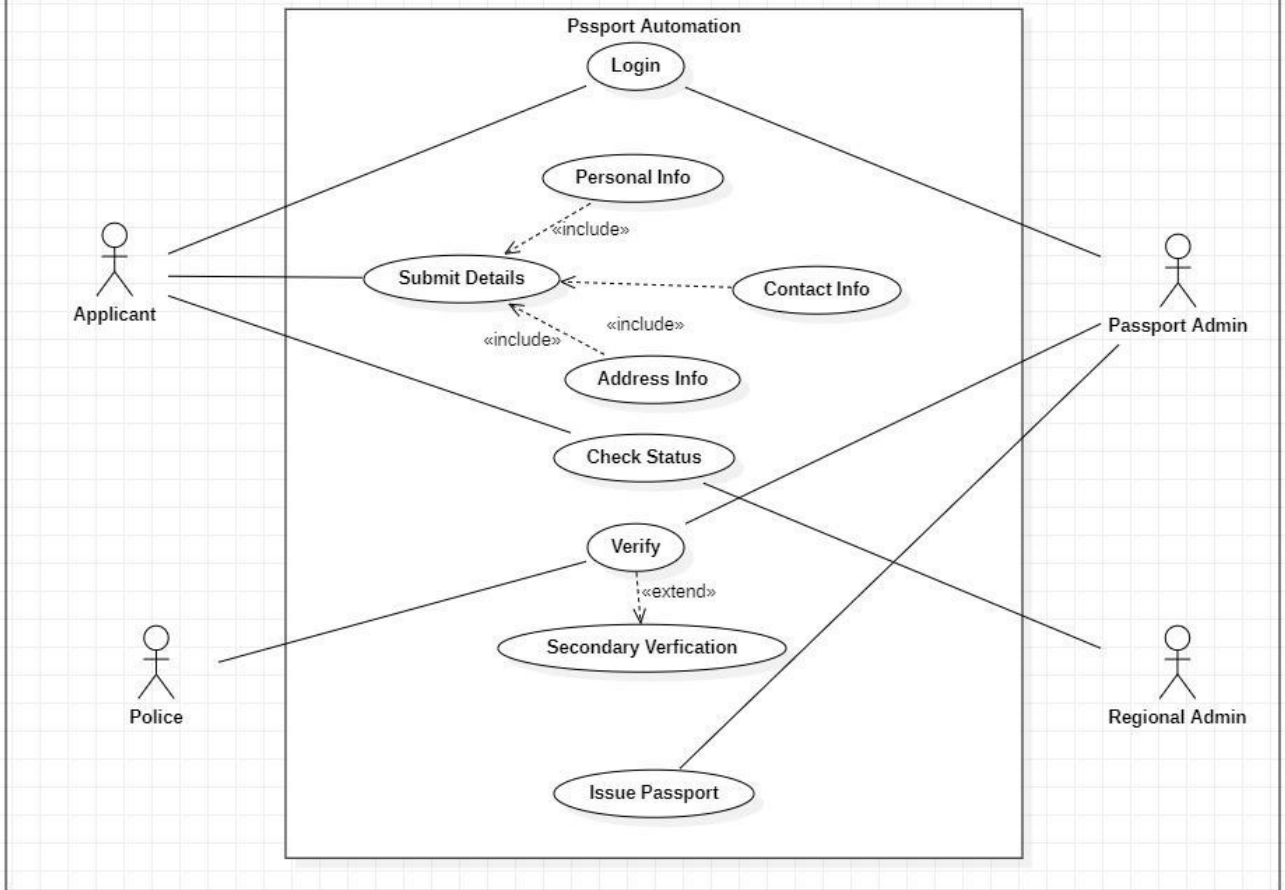 Pssport Automation
Login
Personal Info
«include»
Submit Details
Contact Info
Applicant
Passport Admin
«include»
«include»
Address Info
Check Status
Verify
«extend»
Secondary Verfication
Police
Regional Admin
Issue Passport